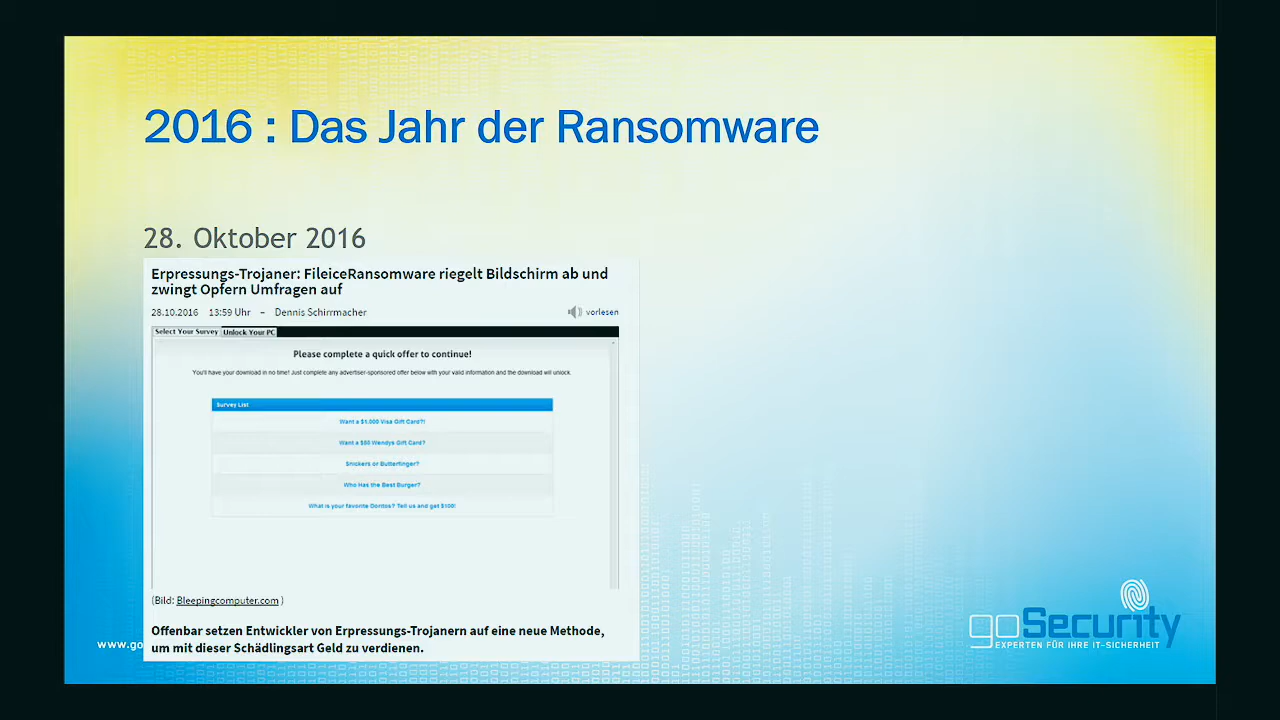 2016 : Das Jahr der Ransomware
28. Oktober 2016
Erpressungs-Trojaner: FileiceRansomware riegelt Bildschirm ab und
zwingt Opfern Umfragen auf
28.10.2016 13:59 Uhr – Dennis Schirrmacher
vorlesen
Select Your Survey Unlock Your PC
Please complete a quick offer to continue!
You'll have your download in no time! Just complete any advertiser-sponsored offer below with your valid information and the download will unlock.
Survey List
Want a $1,000 Visa Gift Card?!
Want a $50 Wendys Gift Card?
Snickers or Butterfinger?
Who Has the Best Burger?
What is your favorite Doritos? Tell us and get $100!
(Bild: Bleepingcomputer.com )
Offenbar setzen Entwickler von Erpressungs-Trojanern auf eine neue Methode,
um mit dieser Schädlingsart Geld zu verdienen.
www.go
goSecurity
EXPERTEN FÜR IHRE IT-SICHERHEIT